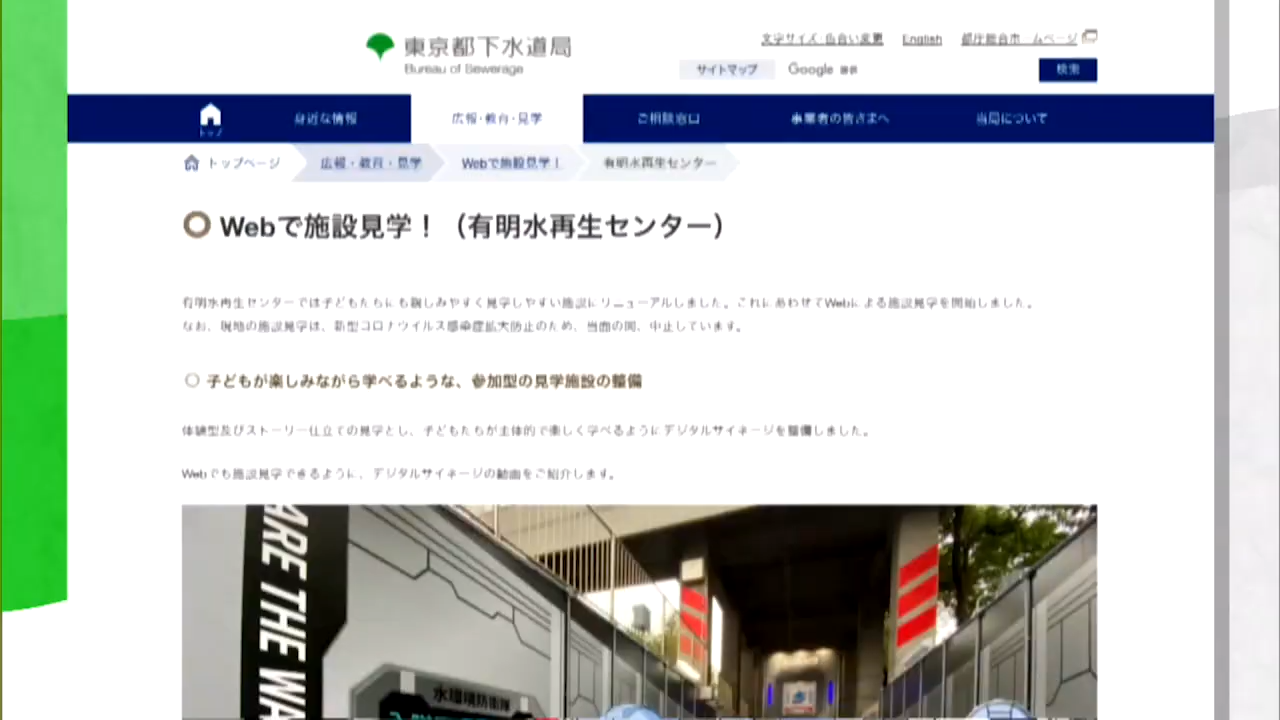 東京都下水道局
Bureau of Sewerage
文字サイズ・色合い変更 English 都庁総合ホームページ
サイトマップ Google 提供 検索
トップ 身近な情報 広報・教育・見学 ご相談窓口 事業者の皆さまへ 当局について
トップページ 広報・教育・見学 Webで施設見学！ 有明水再生センター
Webで施設見学！（有明水再生センター）
有明水再生センターでは子どもたちにも親しみやすく見学しやすい施設にリニューアルしました。これにあわせてWebによる施設見学を開始しました。
なお、現地の施設見学は、新型コロナウイルス感染症拡大防止のため、当面の間、中止しています。
子どもが楽しみながら学べるような、参加型の見学施設の整備
体験型及びストーリー仕立ての見学とし、子どもたちが主体的で楽しく学べるようにデジタルサイネージを整備しました。
Webでも施設見学できるように、デジタルサイネージの動画をご紹介します。
ARE THE WA
水環境防衛隊